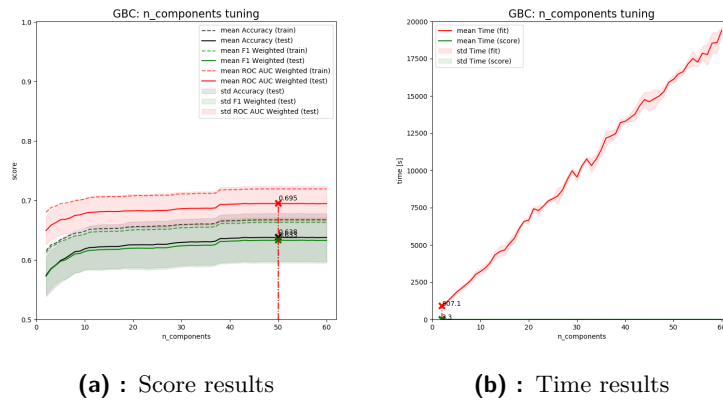 GBC: n_components tuning
mean Accuracy (train)
mean Accuracy (test)
mean F1 Weighted (train)
mean F1 Weighted (test)
mean ROC AUC Weighted (train)
mean ROC AUC Weighted (test)
std Accuracy (test)
std F1 Weighted (test)
std ROC AUC Weighted (test)
1.0
0.9
0.8
0.7
0.6
0.5
score
0.695
0.638
0 10 20 30 40 50 60
n_components
(a) : Score results
GBC: n_components tuning
mean Time (fit)
mean Time (score)
std Time (fit)
std Time (score)
20000
17500
15000
12500
10000
7500
5000
2500
0
time [s]
0 10 20 30 40 50 60
n_components
(b) : Time results